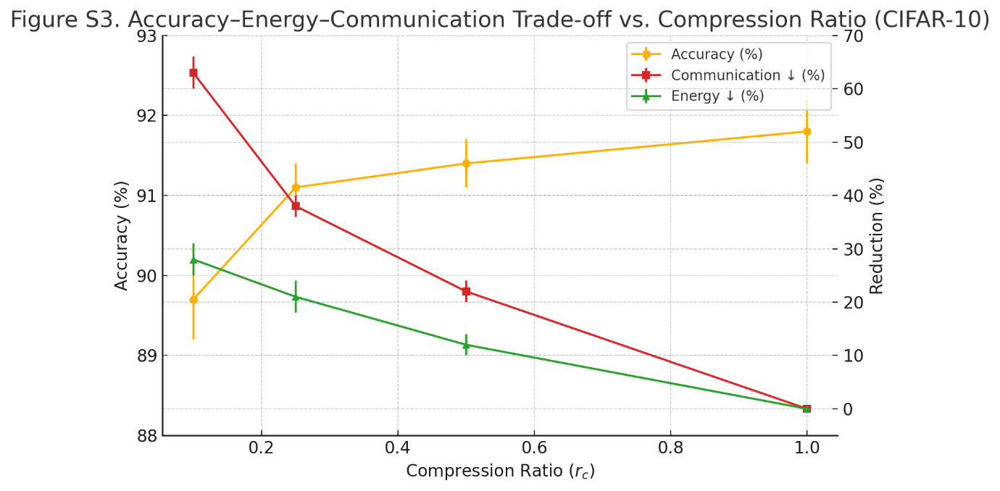 Figure S3. Accuracy–Energy–Communication Trade-off vs. Compression Ratio (CIFAR-10)
Accuracy (%)
Communication ↓ (%)
Energy ↓ (%)
93
92
91
90
89
88
Accuracy (%)
70
60
50
40
30
20
10
0
Reduction (%)
0.2 0.4 0.6 0.8 1.0
Compression Ratio (r_c)